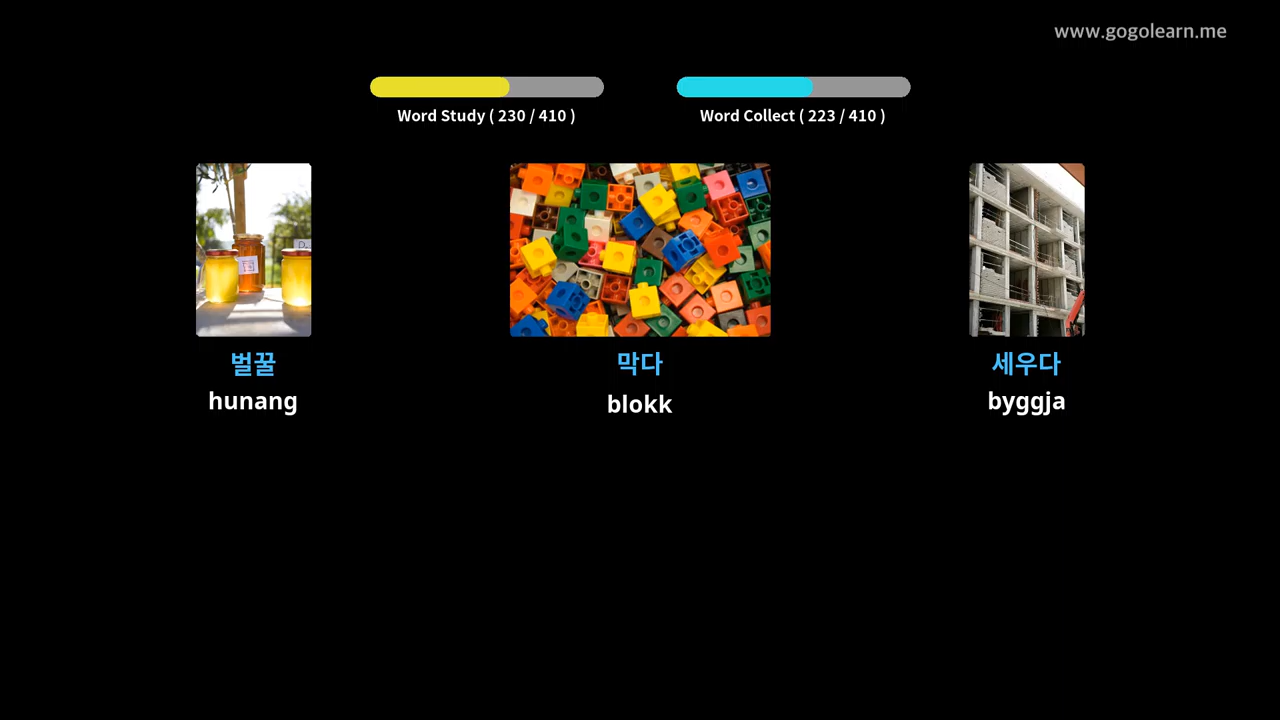 www.gogolearn.me
Word Study ( 230 / 410 )
Word Collect ( 223 / 410 )
벌꿀
막다
세우다
hunang
blokk
byggja